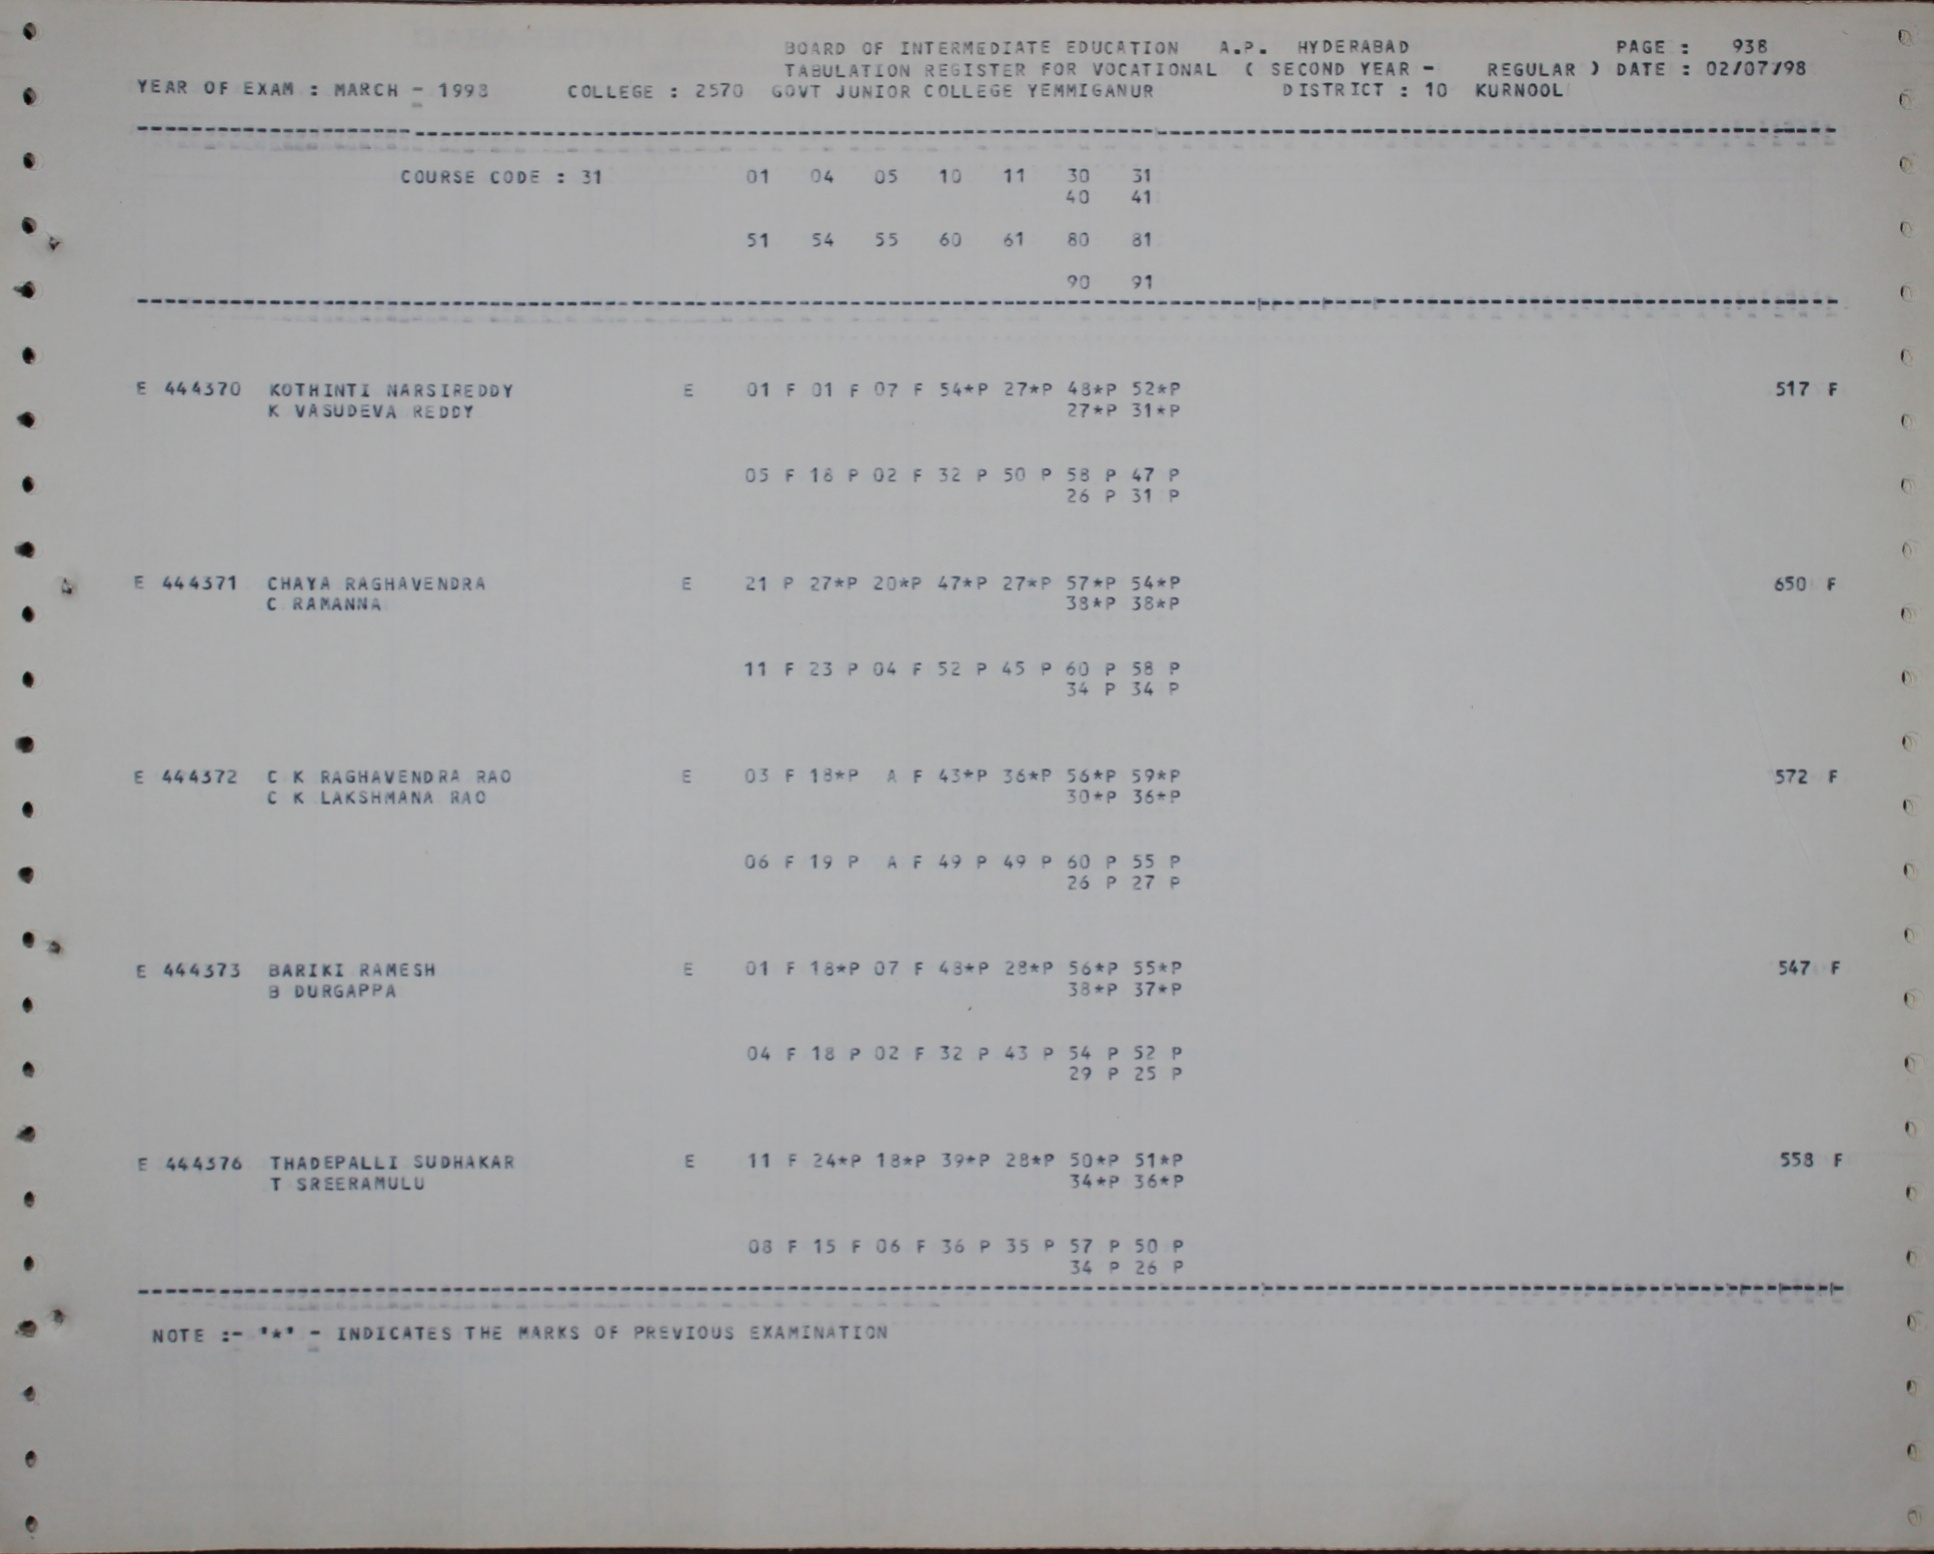 BOARD OF INTERMEDIATE EDUCATION A.P. HYDERABAD PAGE : 938
TABULATION REGISTER FOR VOCATIONAL ( SECOND YEAR - REGULAR ) DATE : 02/07/98
YEAR OF EXAM : MARCH - 1998 COLLEGE : 2570 GOVT JUNIOR COLLEGE YEMMIGANUR DISTRICT : 10 KURNOOL
COURSE CODE : 31 01 04 05 10 11 30 31
40 41
51 54 55 60 61 80 81
90 91
E 444370 KOTHINTI NARSIREDDY E 01 F 01 F 07 F 54*P 27*P 48*P 52*P 517 F
K VASUDEVA REDDY 27*P 31*P
05 F 18 P 02 F 32 P 50 P 58 P 47 P
26 P 31 P
E 444371 CHAYA RAGHAVENDRA E 21 P 27*P 20*P 47*P 27*P 57*P 54*P 650 F
C RAMANNA 38*P 38*P
11 F 23 P 04 F 52 P 45 P 60 P 58 P
34 P 34 P
E 444372 C K RAGHAVENDRA RAO E 03 F 18*P A F 43*P 36*P 56*P 59*P 572 F
C K LAKSHMANA RAO 30*P 36*P
06 F 19 P A F 49 P 49 P 60 P 55 P
26 P 27 P
E 444373 BARIKI RAMESH E 01 F 18*P 07 F 48*P 28*P 56*P 55*P 547 F
B DURGAPPA 38*P 37*P
04 F 18 P 02 F 32 P 43 P 54 P 52 P
29 P 25 P
E 444376 THADEPALLI SUDHAKAR E 11 F 24*P 18*P 39*P 28*P 50*P 51*P 558 F
T SREERAMULU 34*P 36*P
08 F 15 F 06 F 36 P 35 P 57 P 50 P
34 P 26 P
NOTE :- '*' - INDICATES THE MARKS OF PREVIOUS EXAMINATION